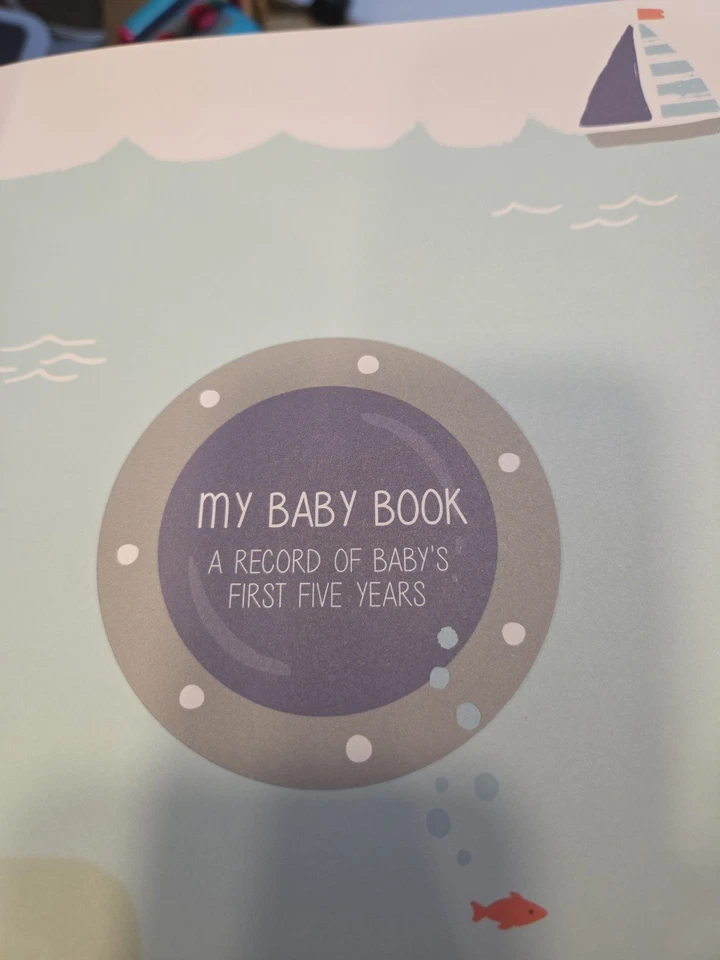 MY BABY BOOK
A RECORD OF BABY'S
FIRST FIVE YEARS